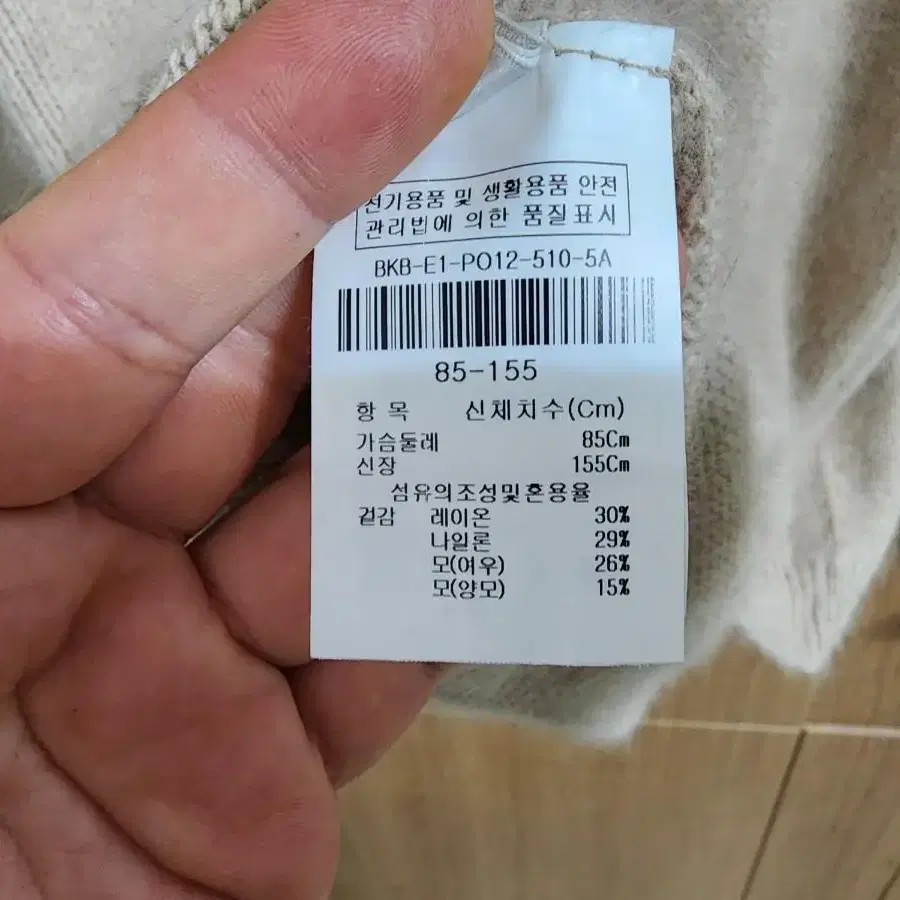 전기용품 및 생활용품 안전
관리법에 의한 품질표시
BKB-E1-PO12-510-5A
85-155
항 목 신체치수(Cm)
가슴둘레 85Cm
신장 155Cm
섬유의조성및혼용율
겉감 레이온 30%
나일론 29%
모(여우) 26%
모(양모) 15%